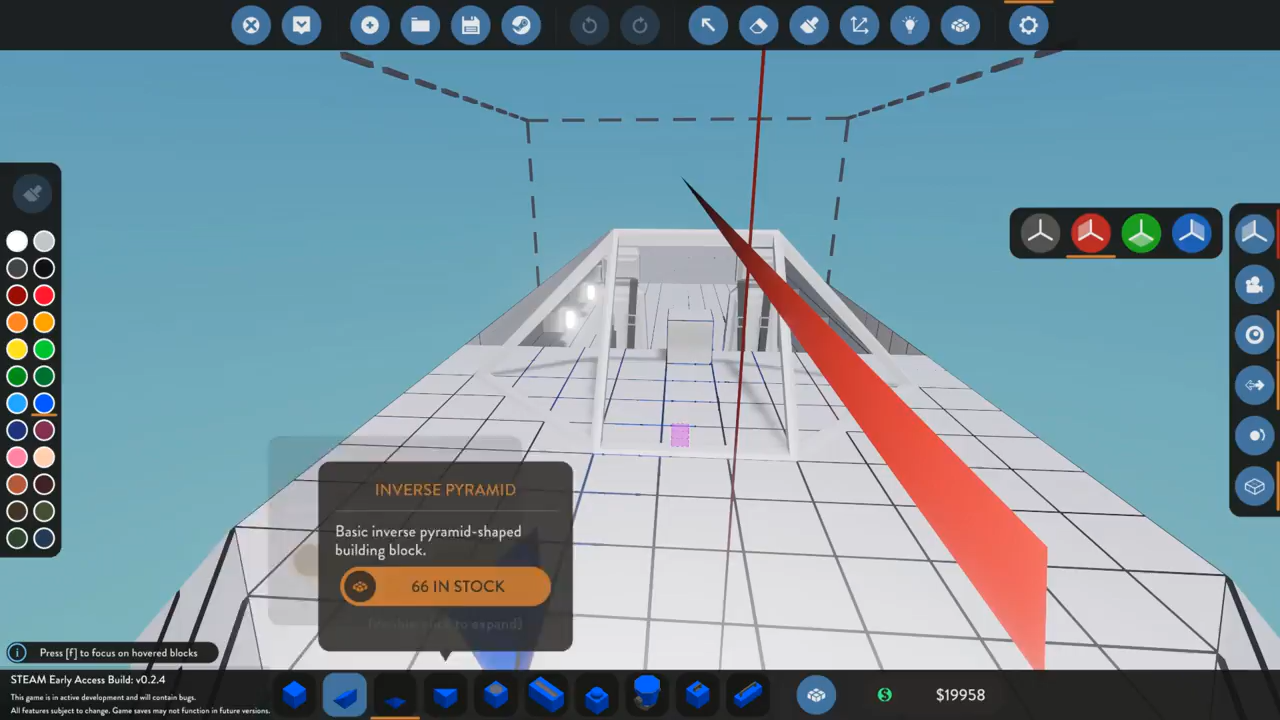 INVERSE PYRAMID
Basic inverse pyramid-shaped
building block.
66 IN STOCK
Press [f] to focus on hovered blocks
STEAM Early Access Build: v0.2.4
This game is in active development and will contain bugs.
All features subject to change. Game saves may not function in future versions.
$ $19958